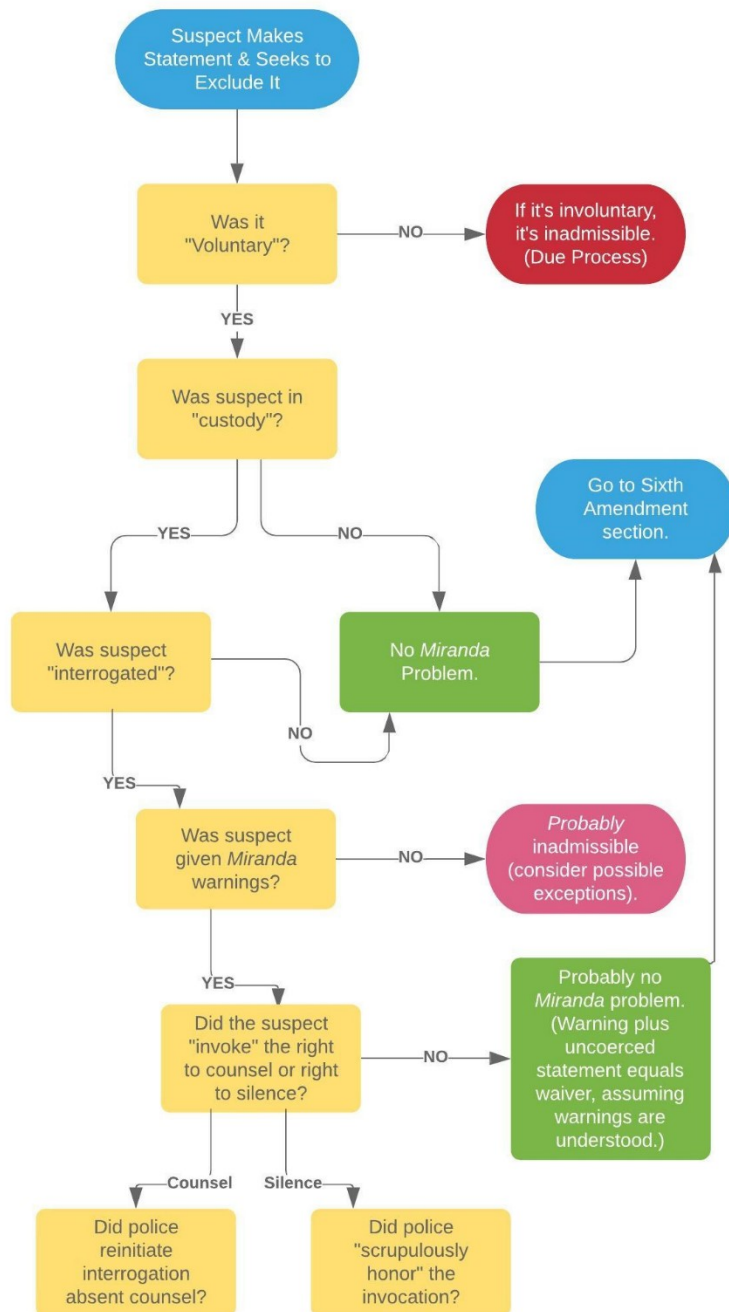 Suspect Makes
Statement & Seeks to
Exclude It
Was it
"Voluntary"?
NO
If it's involuntary,
it's inadmissible.
(Due Process)
YES
Was suspect in
"custody"?
YES
NO
Go to Sixth
Amendment
section.
Was suspect
"interrogated"?
NO
No Miranda
Problem.
YES
Was suspect
given Miranda
warnings?
NO
Probably
inadmissible
(consider possible
exceptions).
YES
Did the suspect
"invoke" the right
to counsel or right
to silence?
NO
Probably no
Miranda problem.
(Warning plus
uncoerced
statement equals
waiver, assuming
warnings are
understood.)
Counsel
Silence
Did police
reinitiate
interrogation
absent counsel?
Did police
"scrupulously
honor" the
invocation?